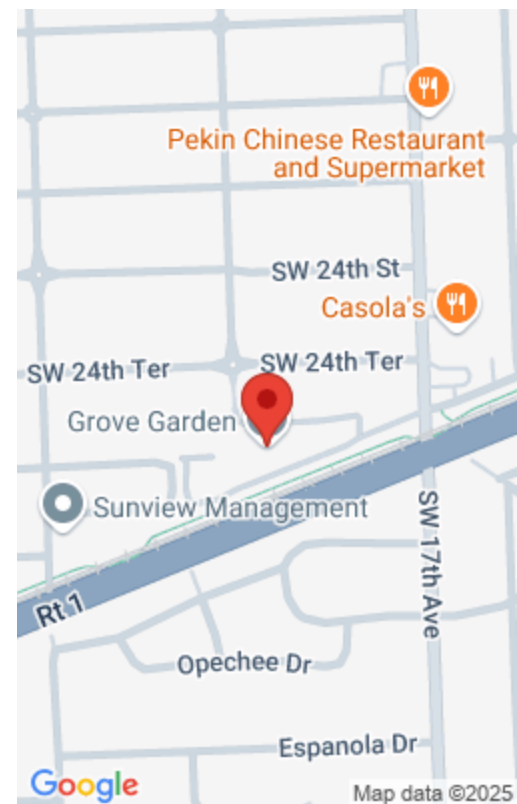 Pekin Chinese Restaurant
and Supermarket
SW 24th St
Casola's
SW 24th Ter
SW 24th Ter
Grove Garden
Sunview Management
SW 17th Ave
Rt 1
Opechee Dr
Espanola Dr
Google
Map data ©2025